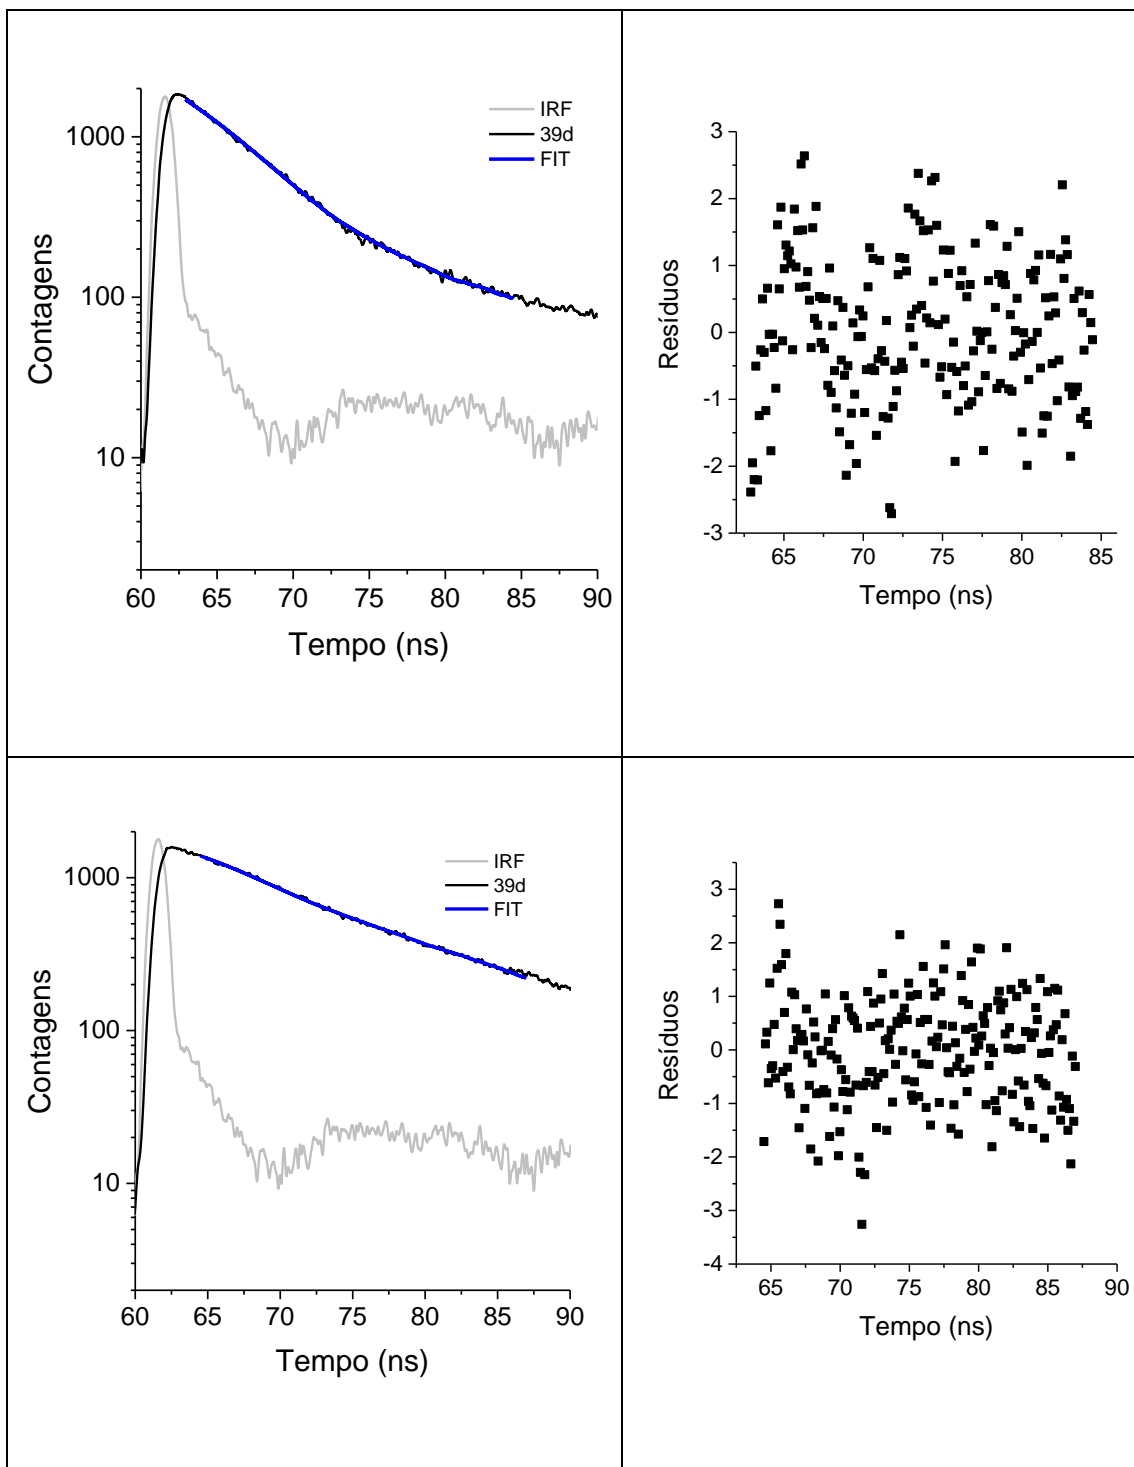 1000
100
10
Contagens
IRF
39d
FIT
60 65 70 75 80 85 90
Tempo (ns)
3
2
1
0
-1
-2
-3
Resíduos
65 70 75 80 85
Tempo (ns)
1000
100
10
Contagens
IRF
39d
FIT
60 65 70 75 80 85 90
Tempo (ns)
3
2
1
0
-1
-2
-3
-4
Resíduos
65 70 75 80 85 90
Tempo (ns)